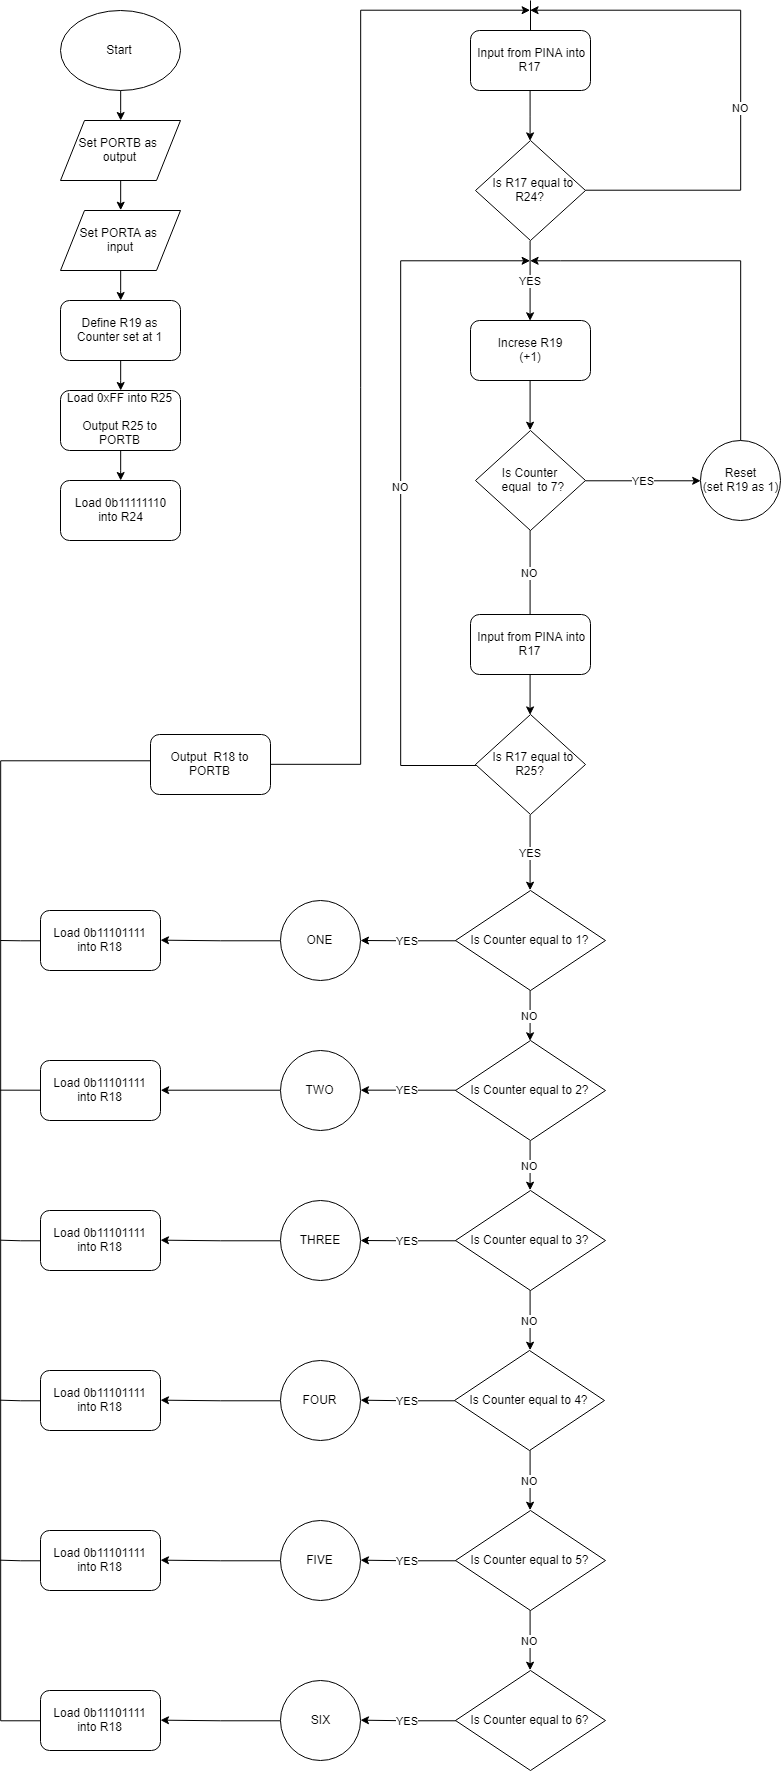 Start
Set PORTB as
output
Set PORTA as
input
Define R19 as
Counter set at 1
Load 0xFF into R25
Output R25 to
PORTB
Load 0b11111110
into R24
Input from PINA into
R17
NO
Is R17 equal to
R24?
YES
Increse R19
(+1)
Is Counter
equal  to 7?
YES
Reset
(set R19 as 1)
NO
NO
Input from PINA into
R17
Is R17 equal to
R25?
Output  R18 to
PORTB
YES
Is Counter equal to 1?
YES
ONE
Load 0b11101111
into R18
NO
Is Counter equal to 2?
YES
TWO
Load 0b11101111
into R18
NO
Is Counter equal to 3?
YES
THREE
Load 0b11101111
into R18
NO
Is Counter equal to 4?
YES
FOUR
Load 0b11101111
into R18
NO
Is Counter equal to 5?
YES
FIVE
Load 0b11101111
into R18
NO
Is Counter equal to 6?
YES
SIX
Load 0b11101111
into R18